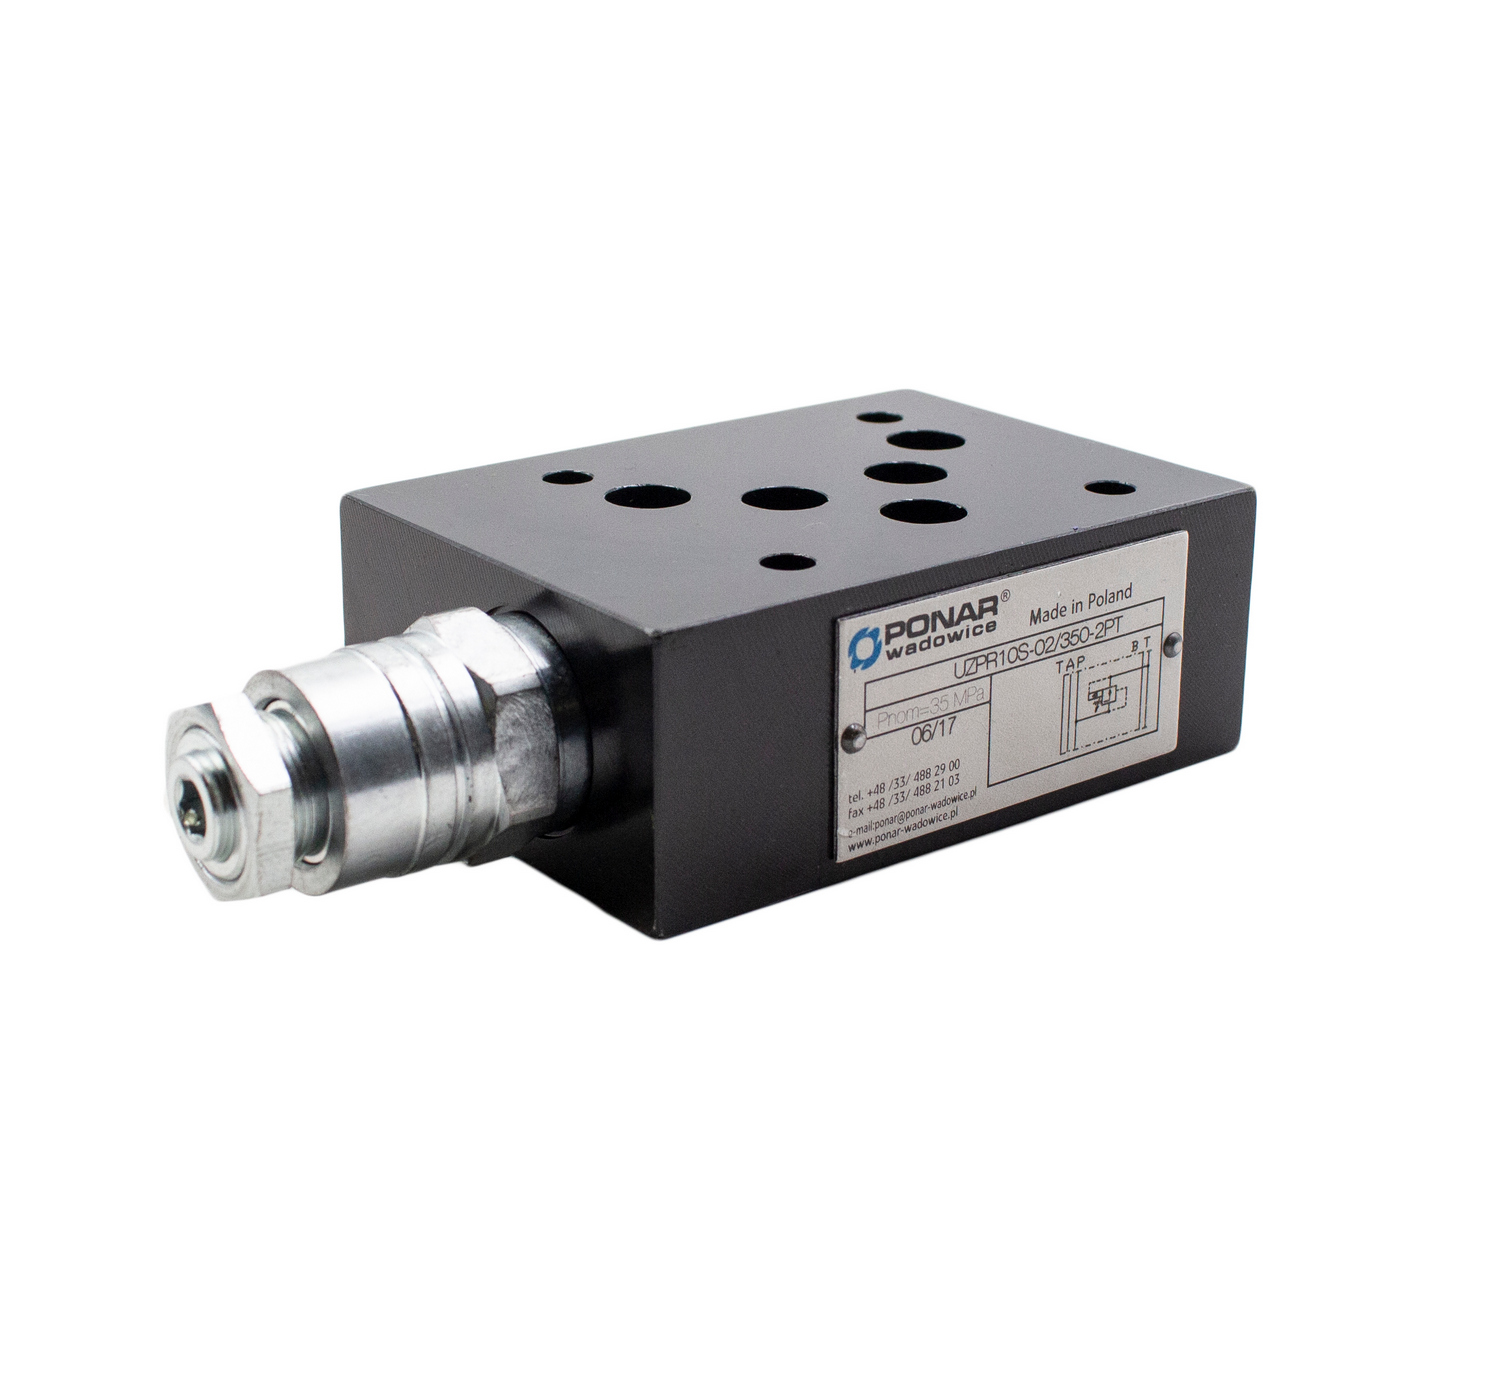 PONAR® Made in Poland
wadowice
UZPR10S-02/350-2PT
Pnom=35 MPa
06/17
T A P B T
tel. +48 /33/ 488 29 00
fax +48 /33/ 488 21 03
e-mail:ponar@ponar-wadowice.pl
www.ponar-wadowice.pl